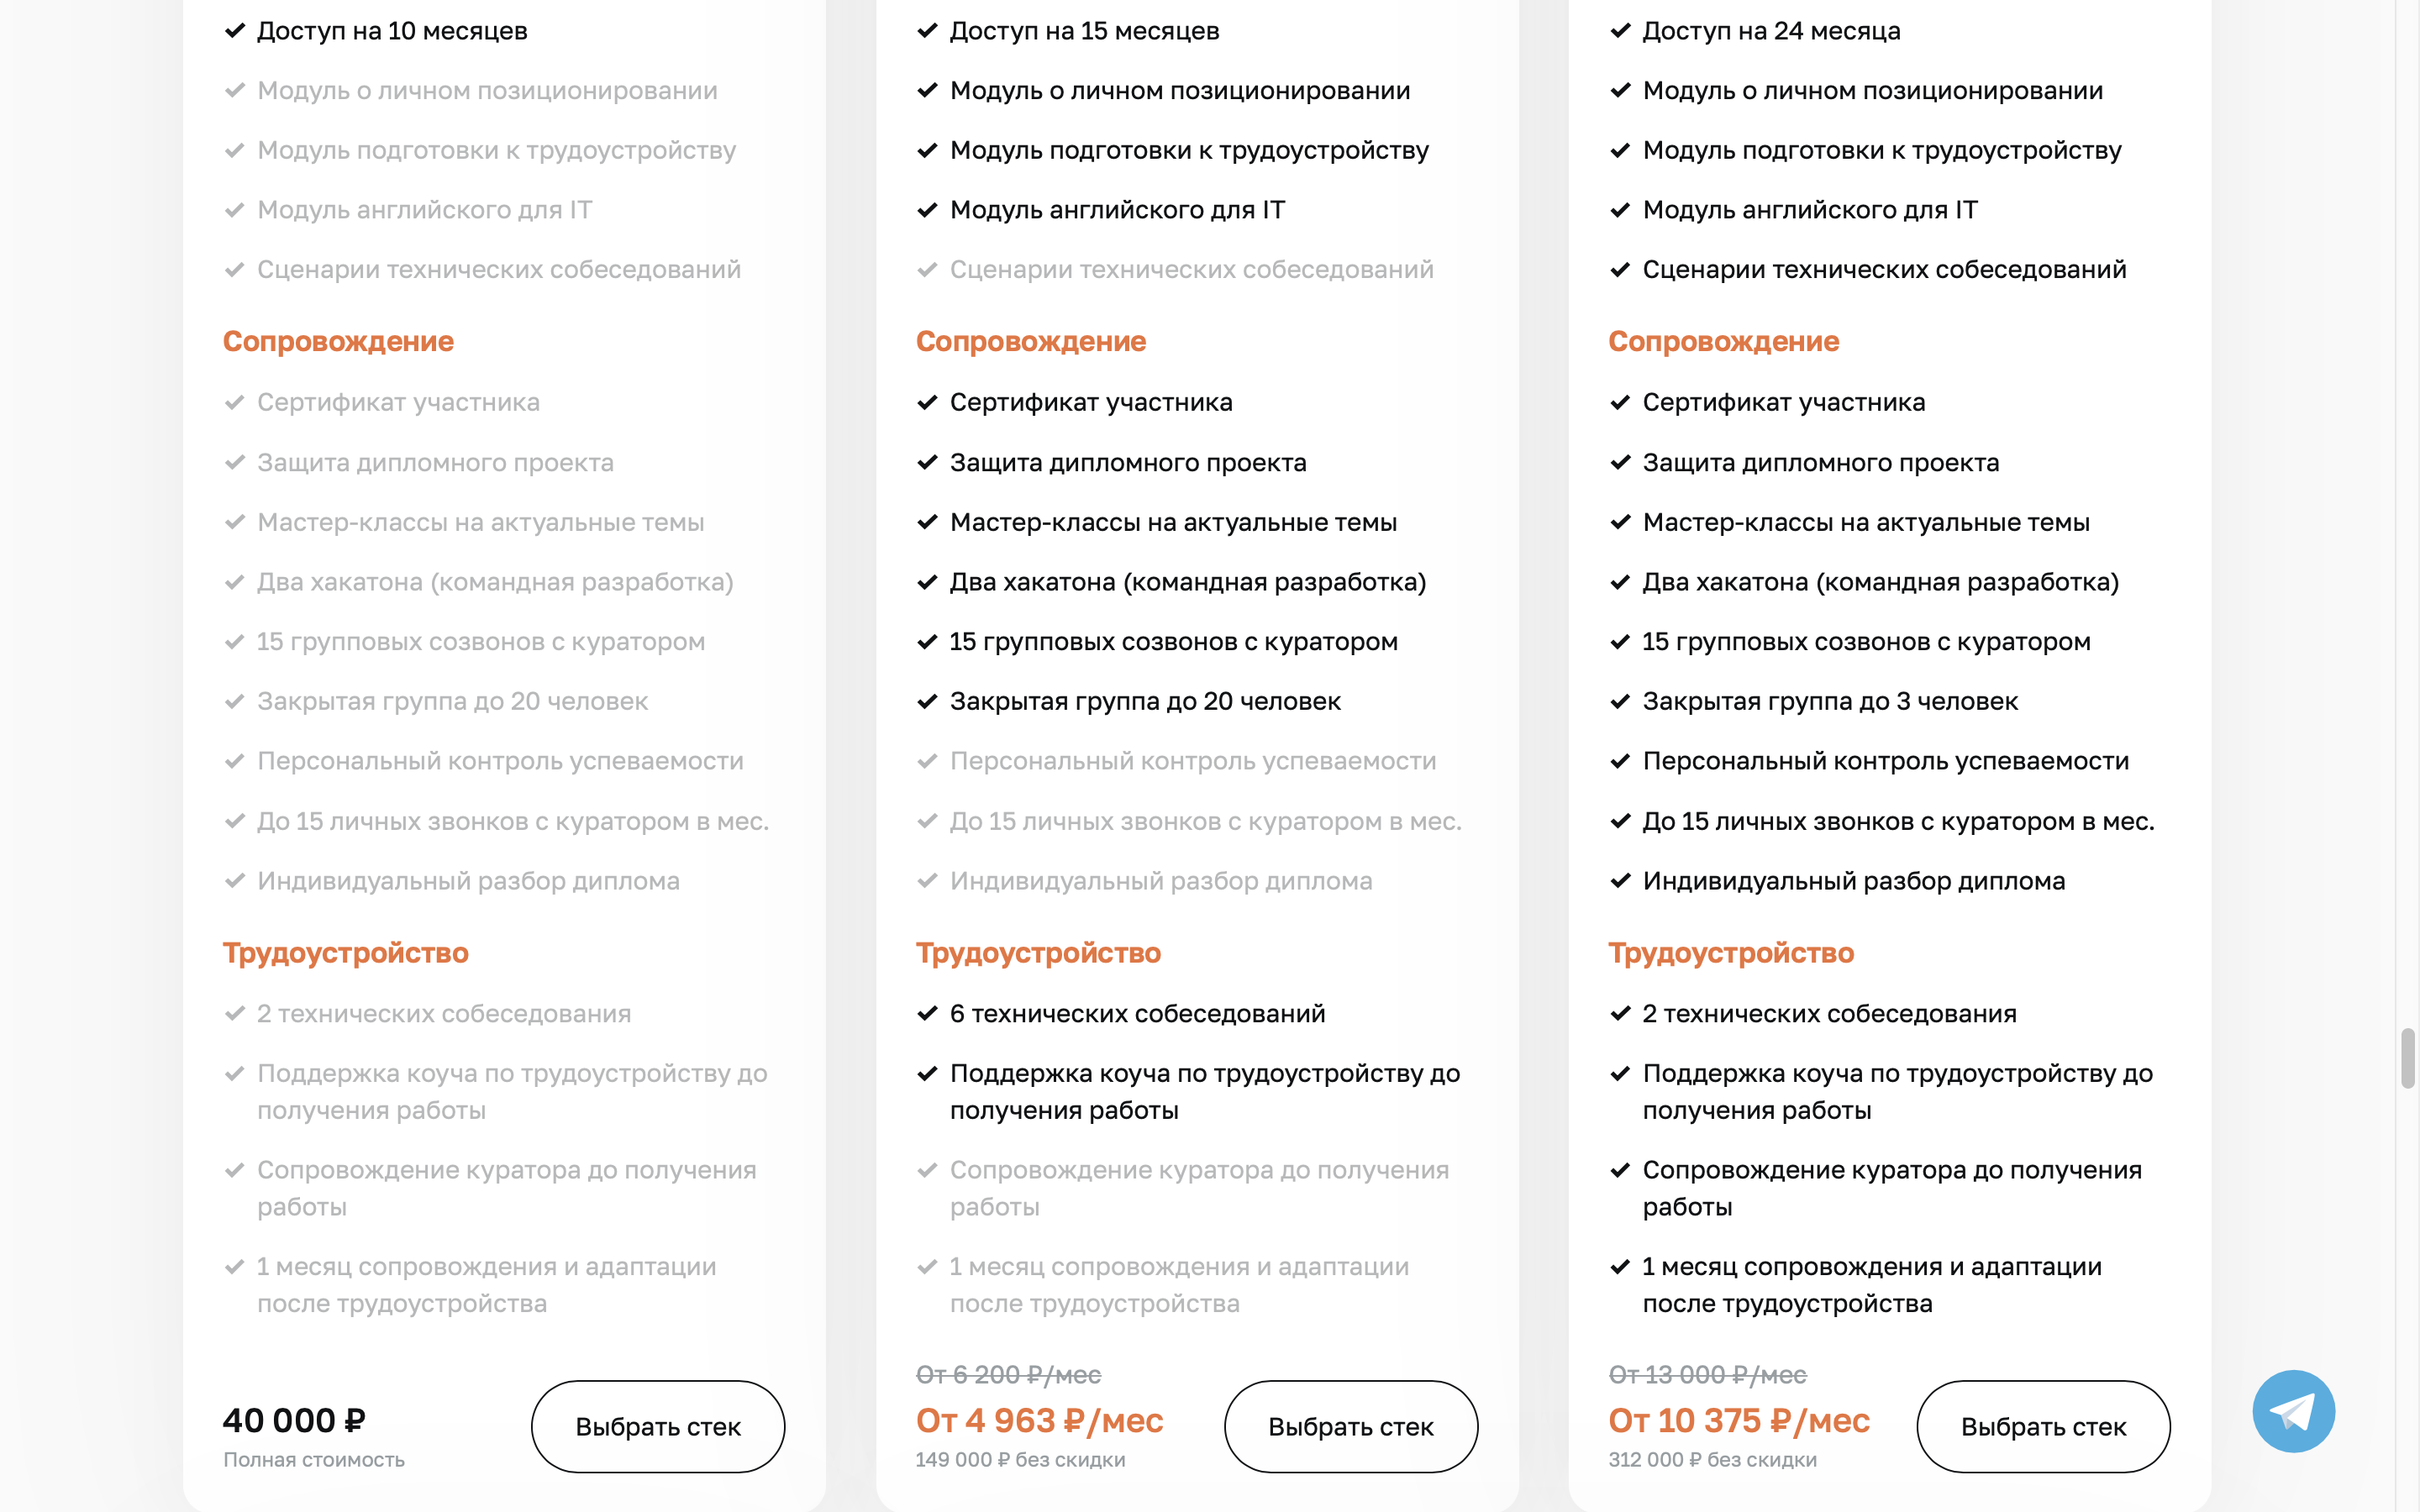 Доступ на 10 месяцев
Модуль о личном позиционировании
Модуль подготовки к трудоустройству
Модуль английского для IT
Сценарии технических собеседований
Сопровождение
Сертификат участника
Защита дипломного проекта
Мастер-классы на актуальные темы
Два хакатона (командная разработка)
15 групповых созвонов с куратором
Закрытая группа до 20 человек
Персональный контроль успеваемости
До 15 личных звонков с куратором в мес.
Индивидуальный разбор диплома
Трудоустройство
2 технических собеседования
Поддержка коуча по трудоустройству до
получения работы
Сопровождение куратора до получения
работы
1 месяц сопровождения и адаптации
после трудоустройства
40 000 ₽
Полная стоимость
Выбрать стек
Доступ на 15 месяцев
Модуль о личном позиционировании
Модуль подготовки к трудоустройству
Модуль английского для IT
Сценарии технических собеседований
Сопровождение
Сертификат участника
Защита дипломного проекта
Мастер-классы на актуальные темы
Два хакатона (командная разработка)
15 групповых созвонов с куратором
Закрытая группа до 20 человек
Персональный контроль успеваемости
До 15 личных звонков с куратором в мес.
Индивидуальный разбор диплома
Трудоустройство
6 технических собеседований
Поддержка коуча по трудоустройству до
получения работы
Сопровождение куратора до получения
работы
1 месяц сопровождения и адаптации
после трудоустройства
От 6 200 ₽/мес
От 4 963 ₽/мес
149 000 ₽ без скидки
Выбрать стек
Доступ на 24 месяца
Модуль о личном позиционировании
Модуль подготовки к трудоустройству
Модуль английского для IT
Сценарии технических собеседований
Сопровождение
Сертификат участника
Защита дипломного проекта
Мастер-классы на актуальные темы
Два хакатона (командная разработка)
15 групповых созвонов с куратором
Закрытая группа до 3 человек
Персональный контроль успеваемости
До 15 личных звонков с куратором в мес.
Индивидуальный разбор диплома
Трудоустройство
2 технических собеседования
Поддержка коуча по трудоустройству до
получения работы
Сопровождение куратора до получения
работы
1 месяц сопровождения и адаптации
после трудоустройства
От 13 000 ₽/мес
От 10 375 ₽/мес
312 000 ₽ без скидки
Выбрать стек